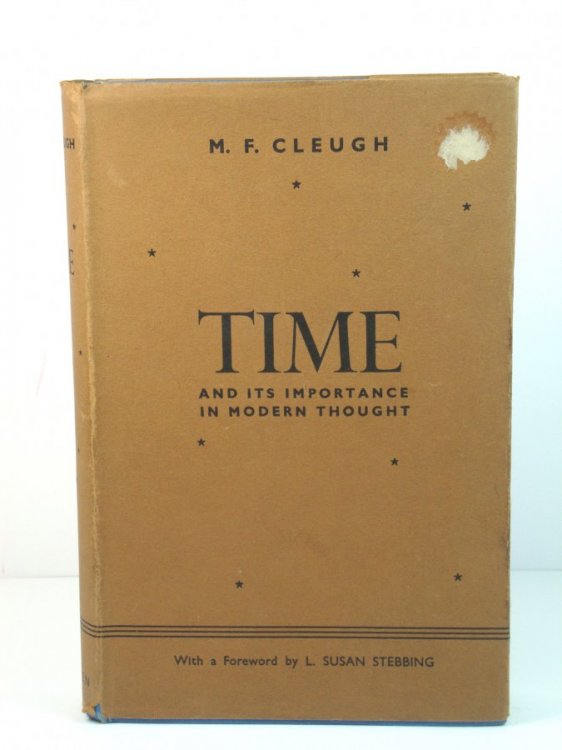 M. F. CLEUGH
TIME
AND ITS IMPORTANCE
IN MODERN THOUGHT
With a Foreword by L. SUSAN STEBBING